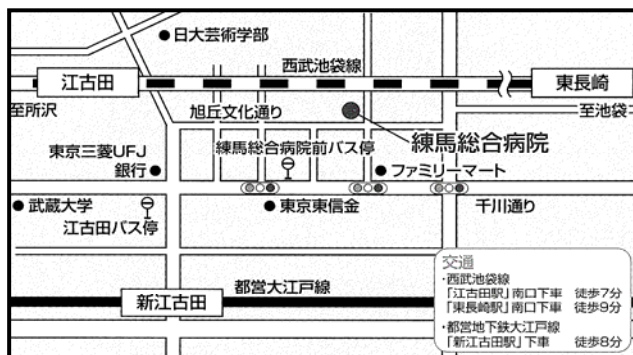 日大芸術学部
西武池袋線
江古田
東長崎
至所沢
旭丘文化通り
至池袋
練馬総合病院
東京三菱UFJ
銀行
練馬総合病院前バス停
ファミリーマート
武蔵大学
江古田バス停
東京東信金
千川通り
都営大江戸線
新江古田
交通
・西武池袋線
「江古田駅」南口下車 徒歩7分
「東長崎駅」南口下車 徒歩9分
・都営地下鉄大江戸線
「新江古田駅」下車 徒歩8分